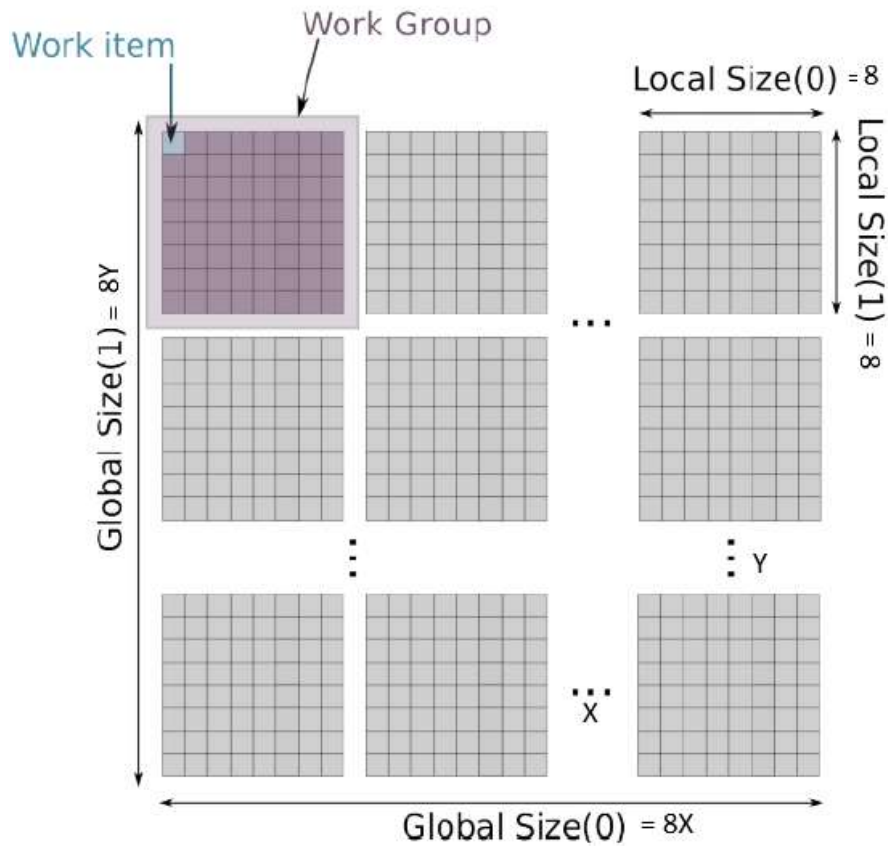 Work Group
Work item
Local Size(0) = 8
Local Size(1) = 8
Global Size(1) = 8Y
...
⋮
⋮ Y
...
X
Global Size(0) = 8X